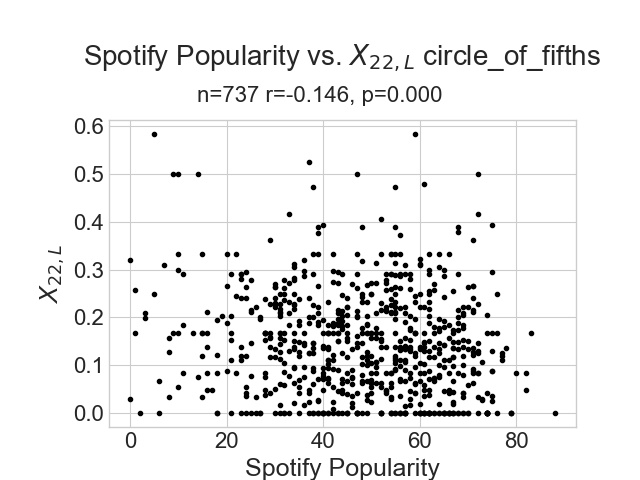 Spotify Popularity vs. X22, L circle_of_fifths
n=737 r=-0.146, p=0.000
0.6
0.5
0.4
0.3
0.2
0.1
0.0
X22, L
0 20 40 60 80
Spotify Popularity